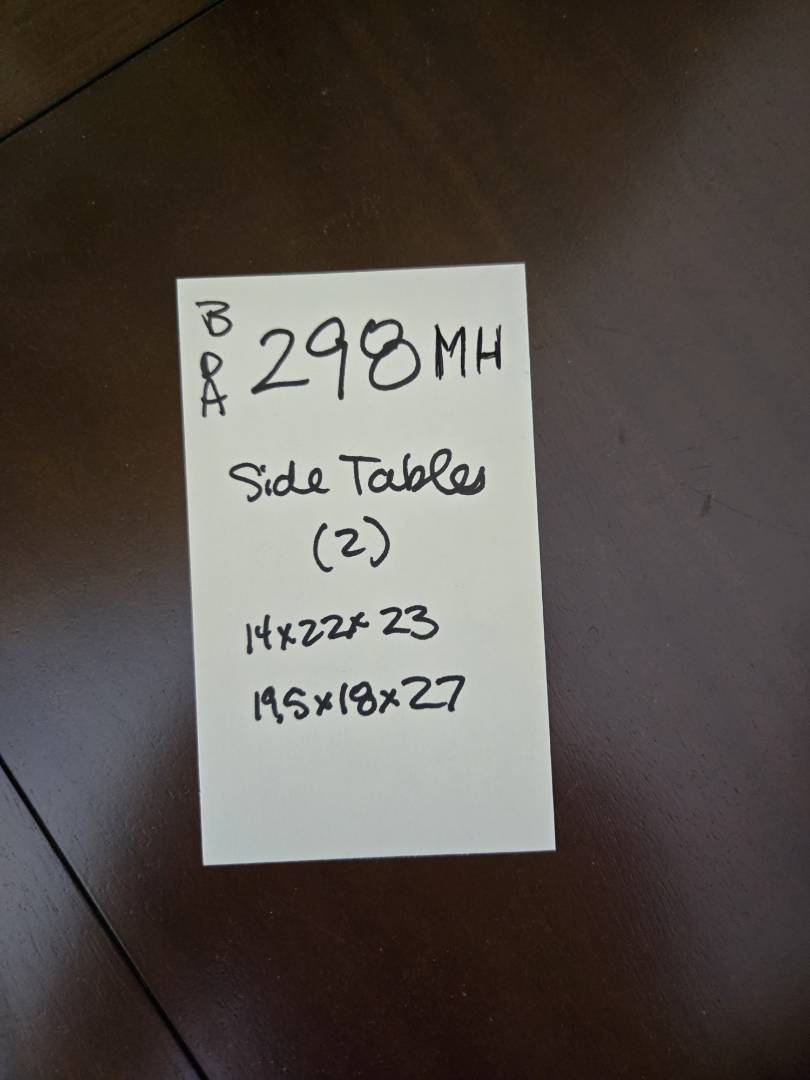 B
D
A
298 MH
Side Tables
(2)
14x22x23
19.5x18x27